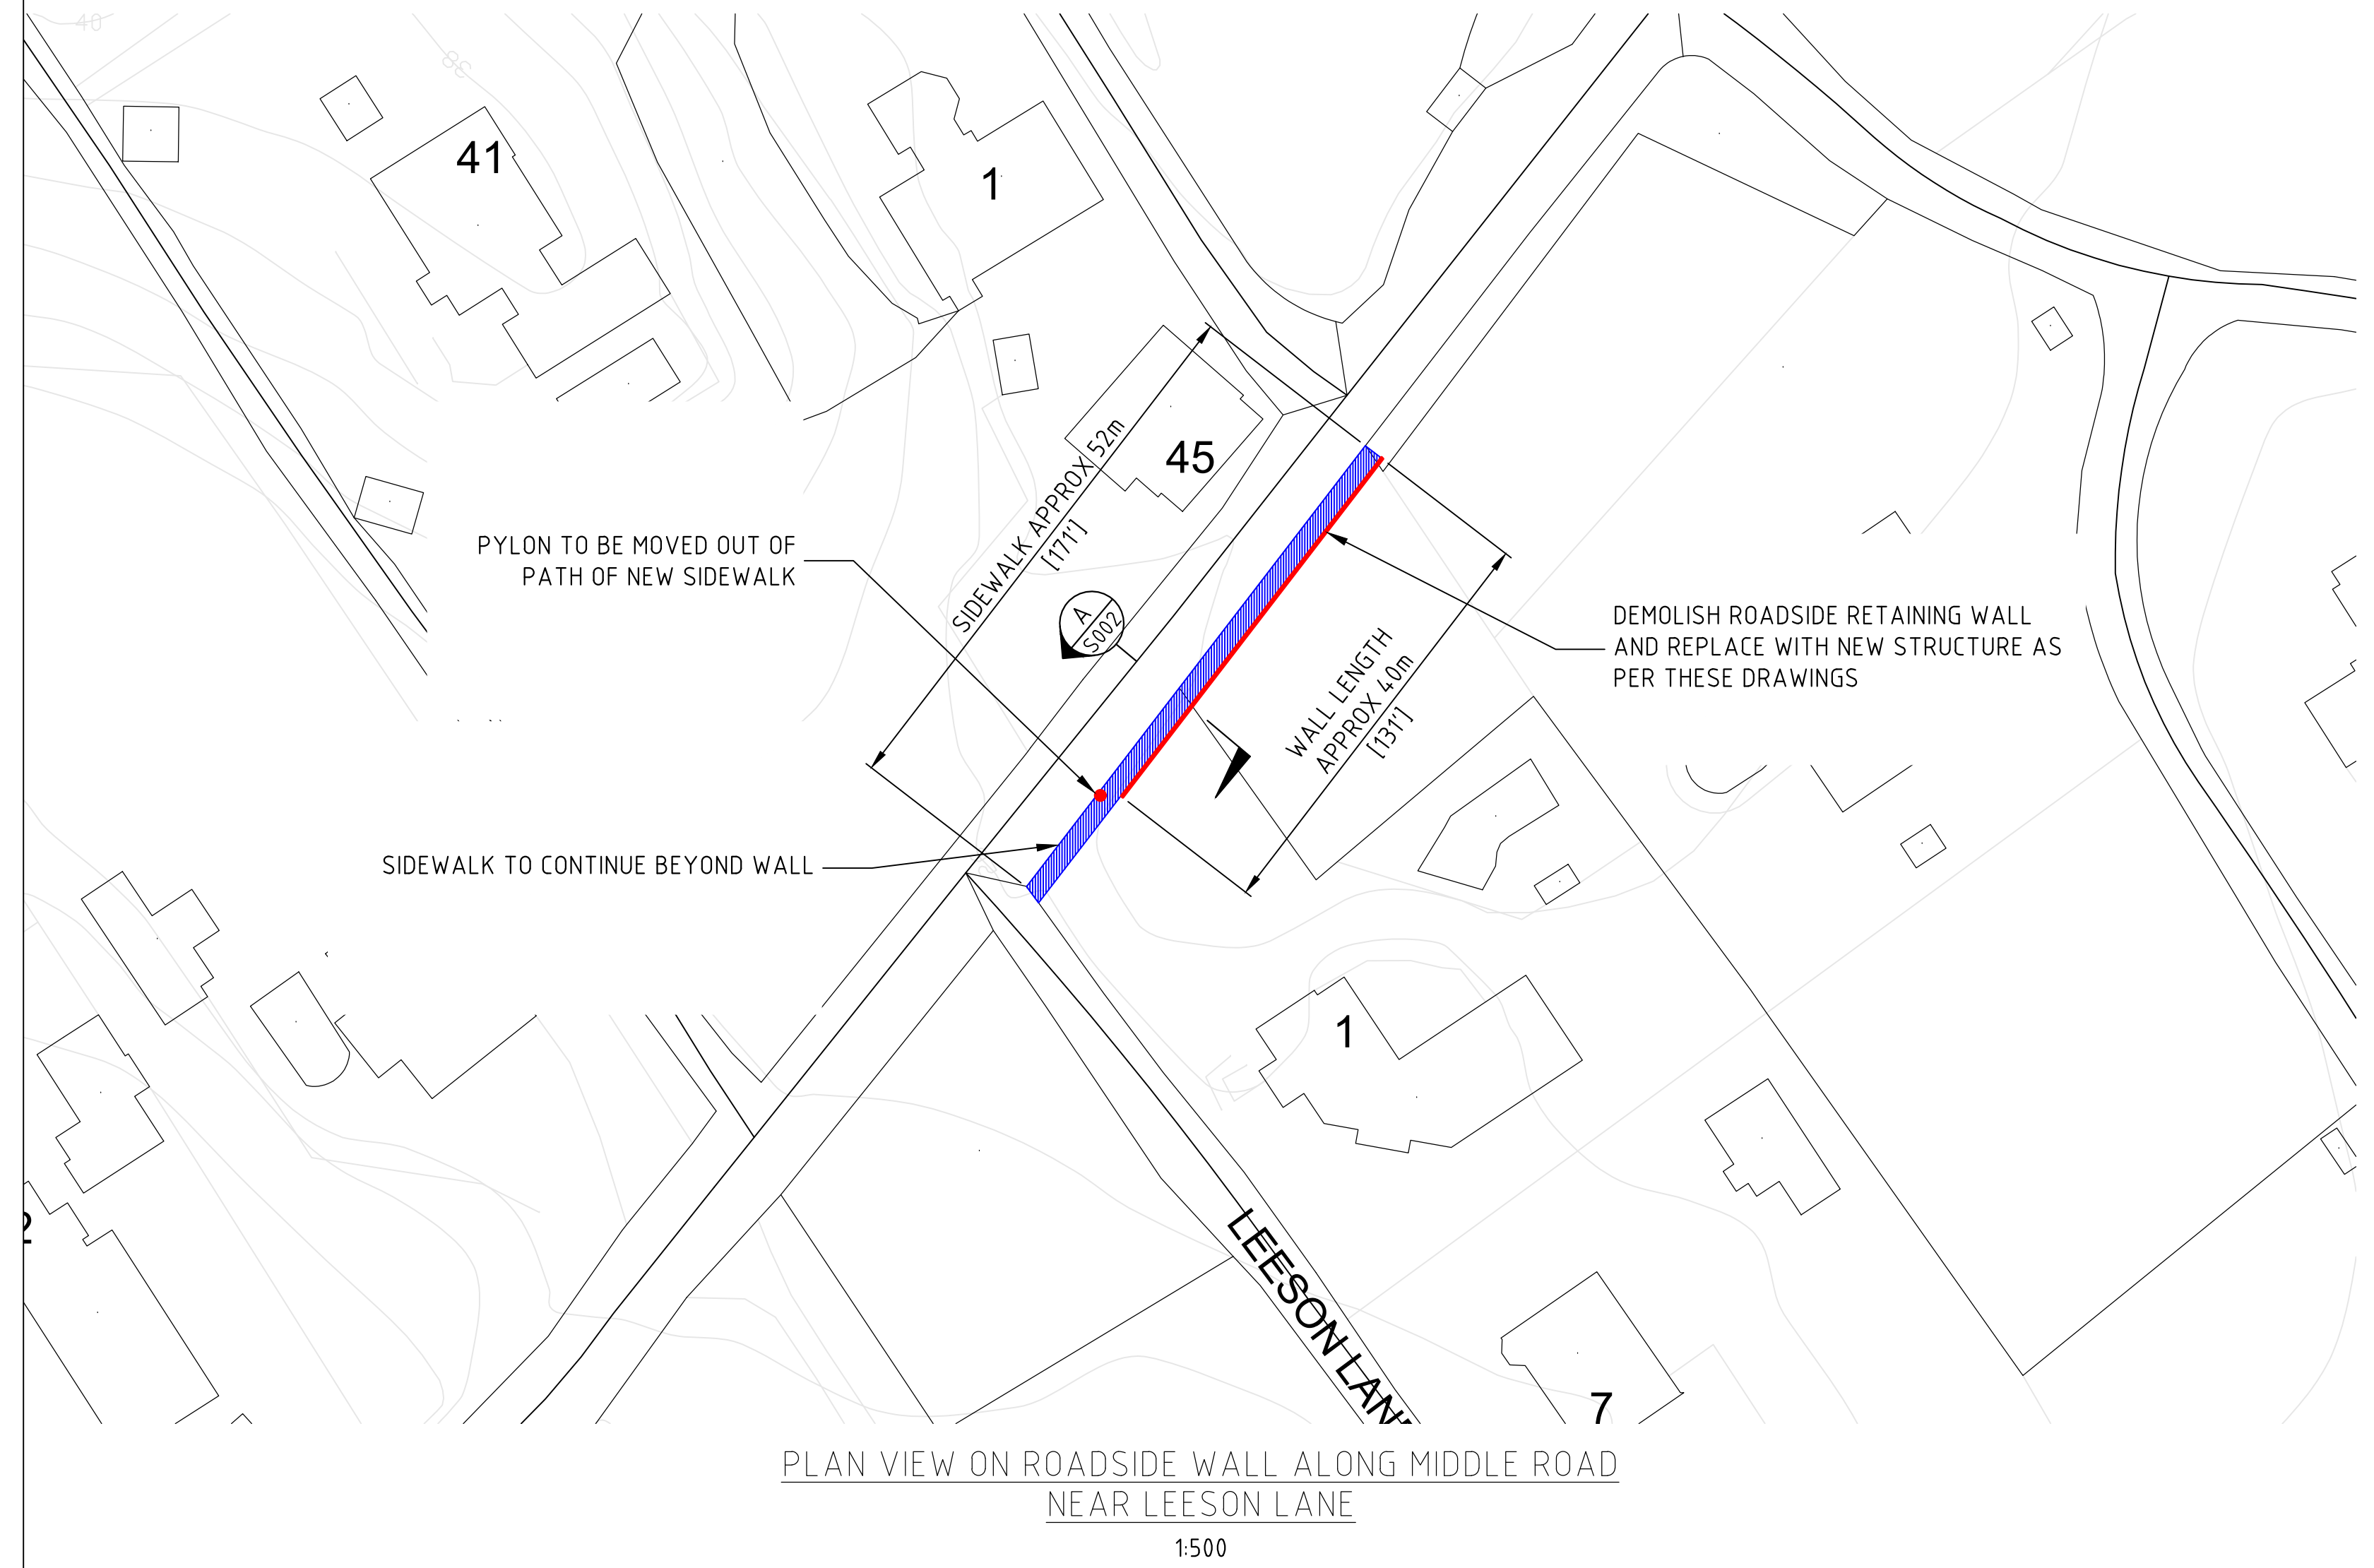 40
38
41
1
SIDEWALK APPROX 52m
[171']
45
PYLON TO BE MOVED OUT OF
PATH OF NEW SIDEWALK
A
S002
DEMOLISH ROADSIDE RETAINING WALL
AND REPLACE WITH NEW STRUCTURE AS
PER THESE DRAWINGS
WALL LENGTH
APPROX 40m
[131']
SIDEWALK TO CONTINUE BEYOND WALL
1
2
LEESON LANE
7
PLAN VIEW ON ROADSIDE WALL ALONG MIDDLE ROAD
NEAR LEESON LANE
1:500